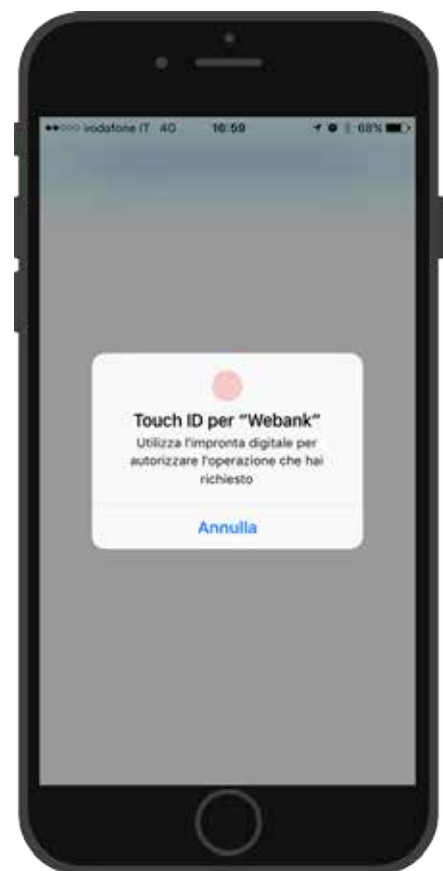 vodafone IT 4G 16:59 68%
Touch ID per “Webank”
Utilizza l'impronta digitale per
autorizzare l'operazione che hai
richiesto
Annulla